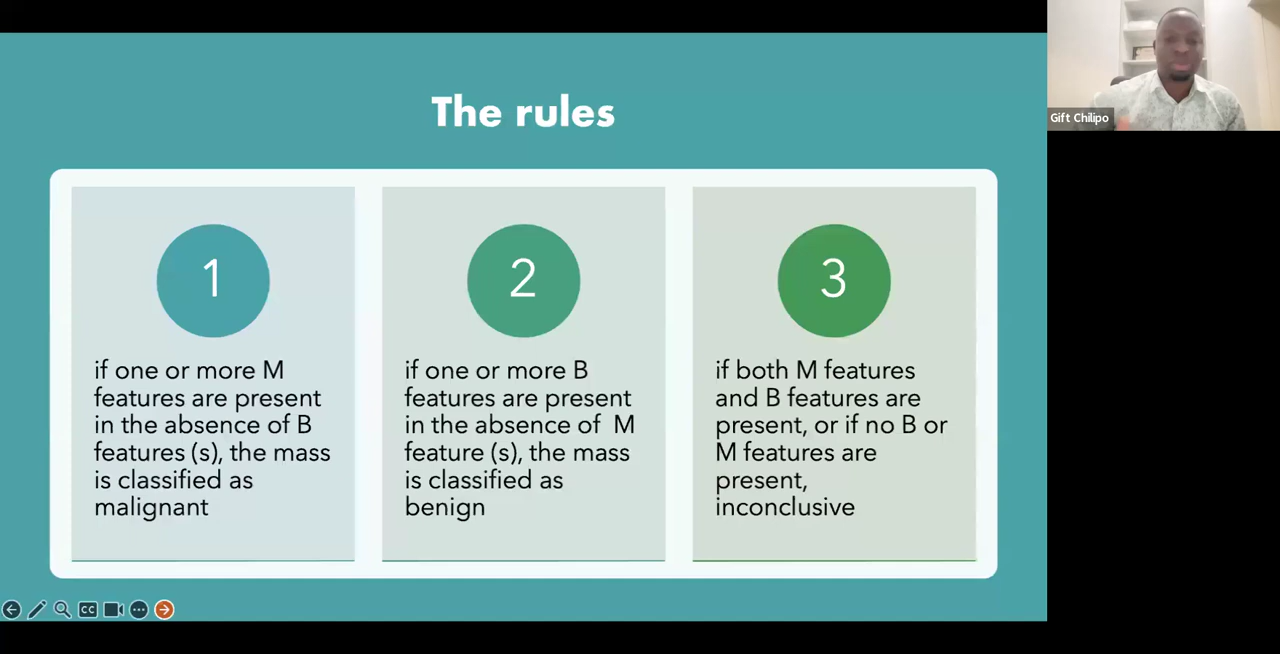 The rules
1
if one or more M
features are present
in the absence of B
features (s), the mass
is classified as
malignant
2
if one or more B
features are present
in the absence of  M
feature (s), the mass
is classified as
benign
3
if both M features
and B features are
present, or if no B or
M features are
present,
inconclusive
Gift Chilipo
CC